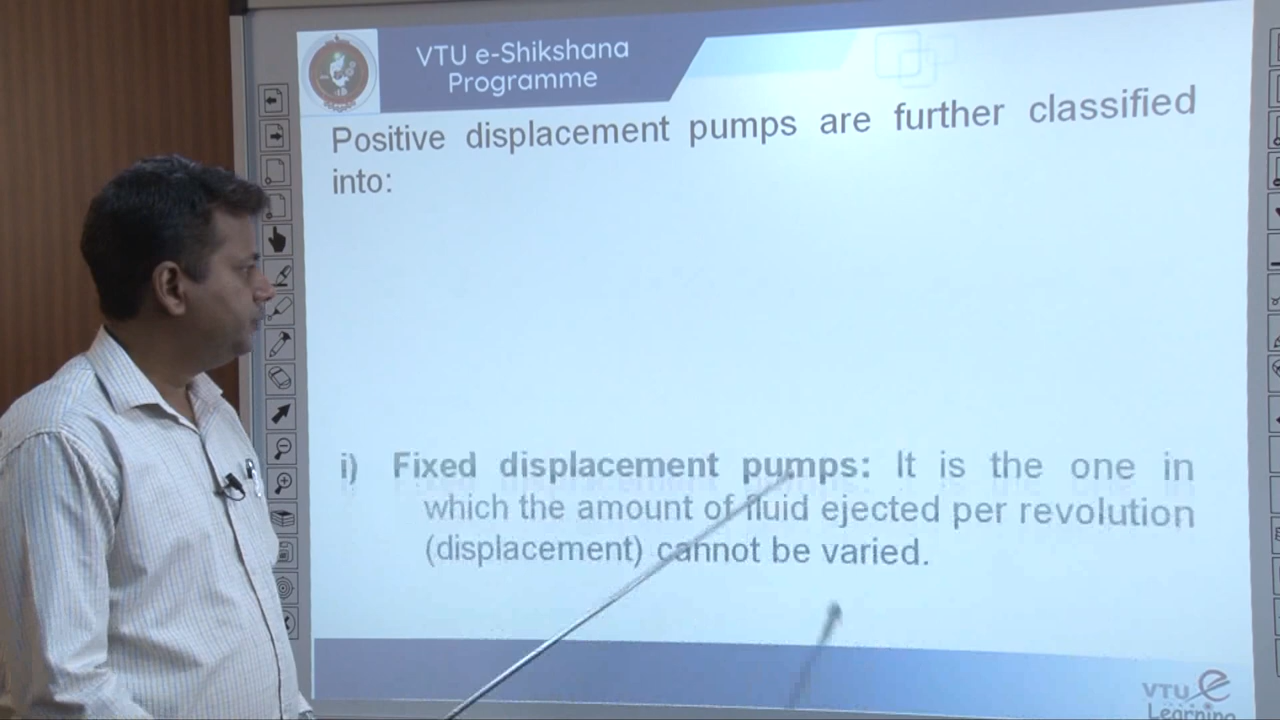 VTU e-Shikshana
Programme
Positive displacement pumps are further classified
into:
i) Fixed displacement pumps: It is the one in
which the amount of fluid ejected per revolution
(displacement) cannot be varied.
VTU e
Learning